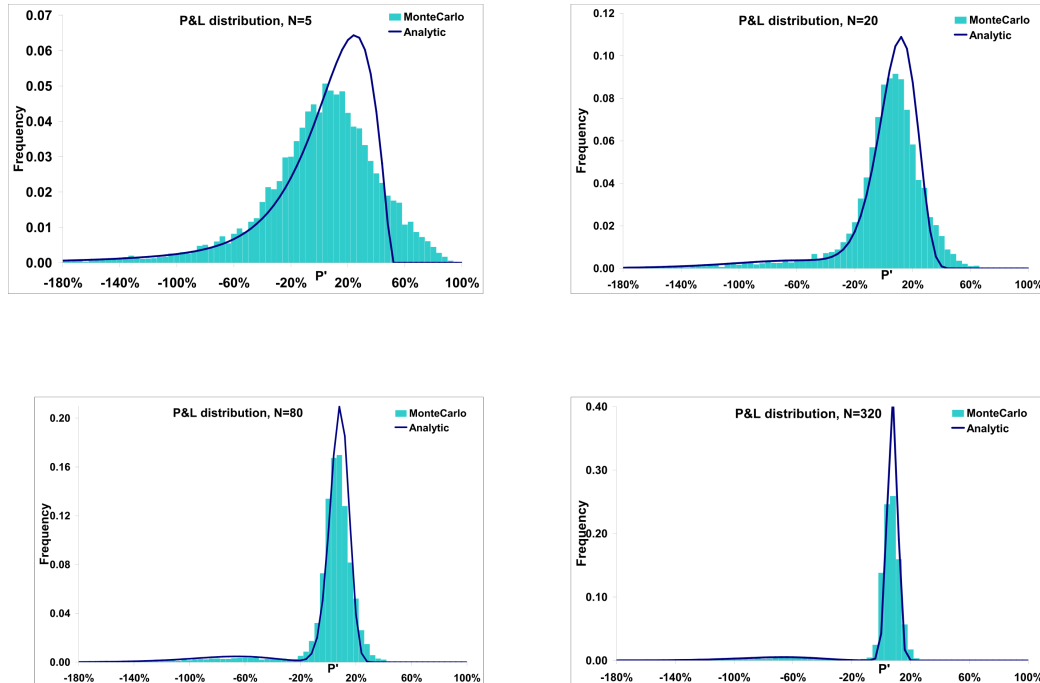 P&L distribution, N=5
MonteCarlo
Analytic
Frequency
0.07
0.06
0.05
0.04
0.03
0.02
0.01
0.00
-180% -140% -100% -60% -20% 20% 60% 100%
P'
P&L distribution, N=20
MonteCarlo
Analytic
Frequency
0.12
0.10
0.08
0.06
0.04
0.02
0.00
-180% -140% -100% -60% -20% 20% 60% 100%
P'
P&L distribution, N=80
MonteCarlo
Analytic
Frequency
0.20
0.16
0.12
0.08
0.04
0.00
-180% -140% -100% -60% -20% 20% 60% 100%
P'
P&L distribution, N=320
MonteCarlo
Analytic
Frequency
0.40
0.30
0.20
0.10
0.00
-180% -140% -100% -60% -20% 20% 60% 100%
P'